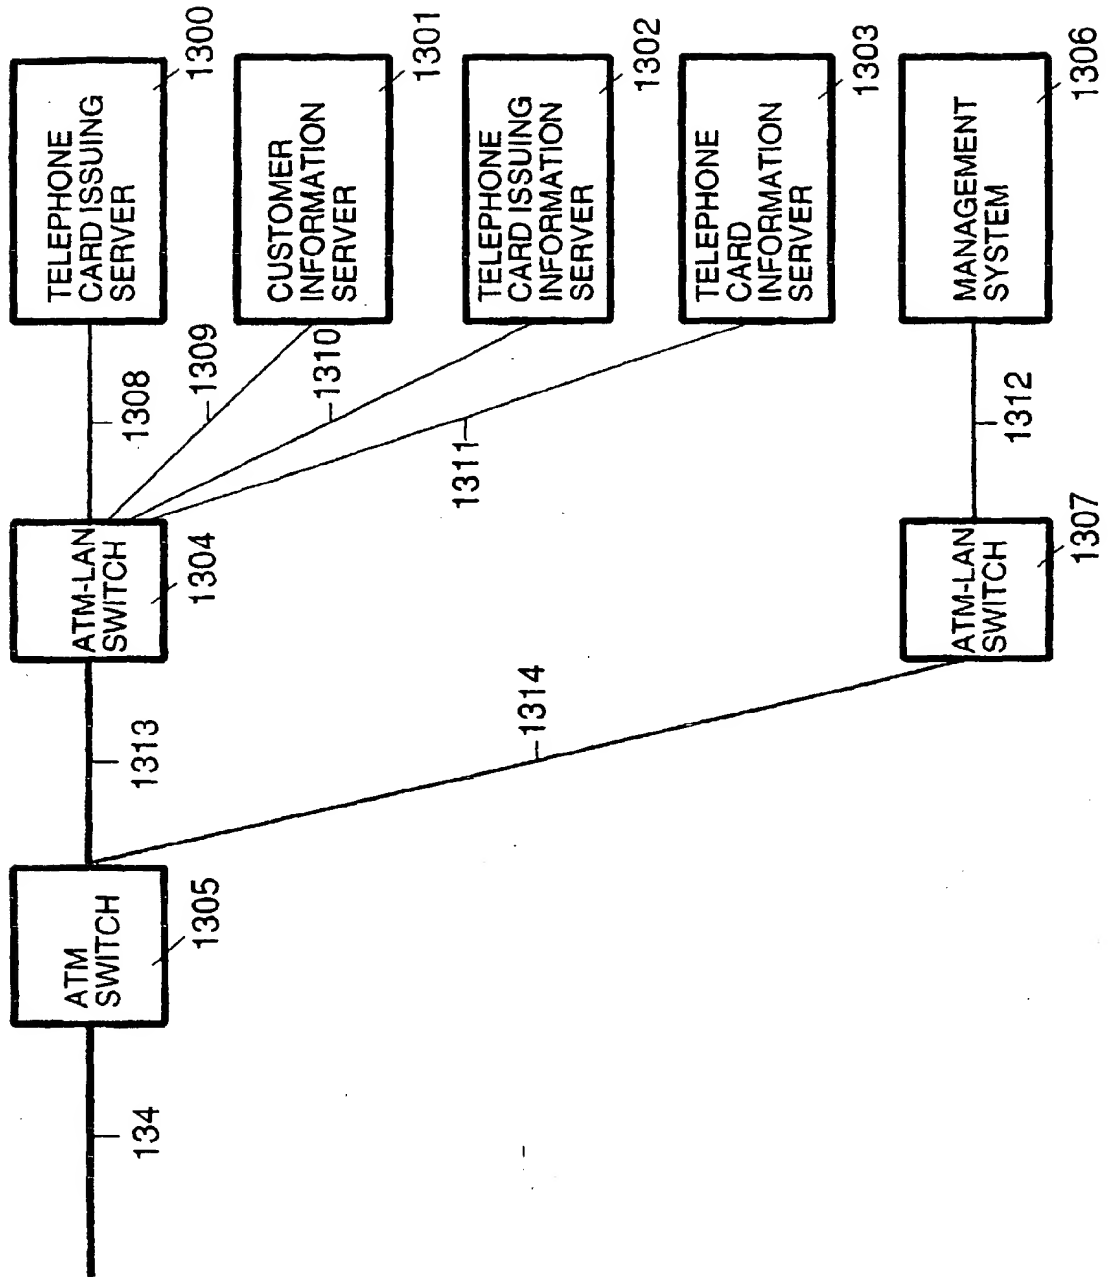 TELEPHONE
CARD ISSUING
SERVER
1300
CUSTOMER
INFORMATION
SERVER
1301
TELEPHONE
CARD ISSUING
INFORMATION
SERVER
1302
TELEPHONE
CARD
INFORMATION
SERVER
1303
MANAGEMENT
SYSTEM
1306
1308
1309
1310
1311
1312
ATM-LAN
SWITCH
1304
ATM-LAN
SWITCH
1307
1313
1314
ATM
SWITCH
1305
134